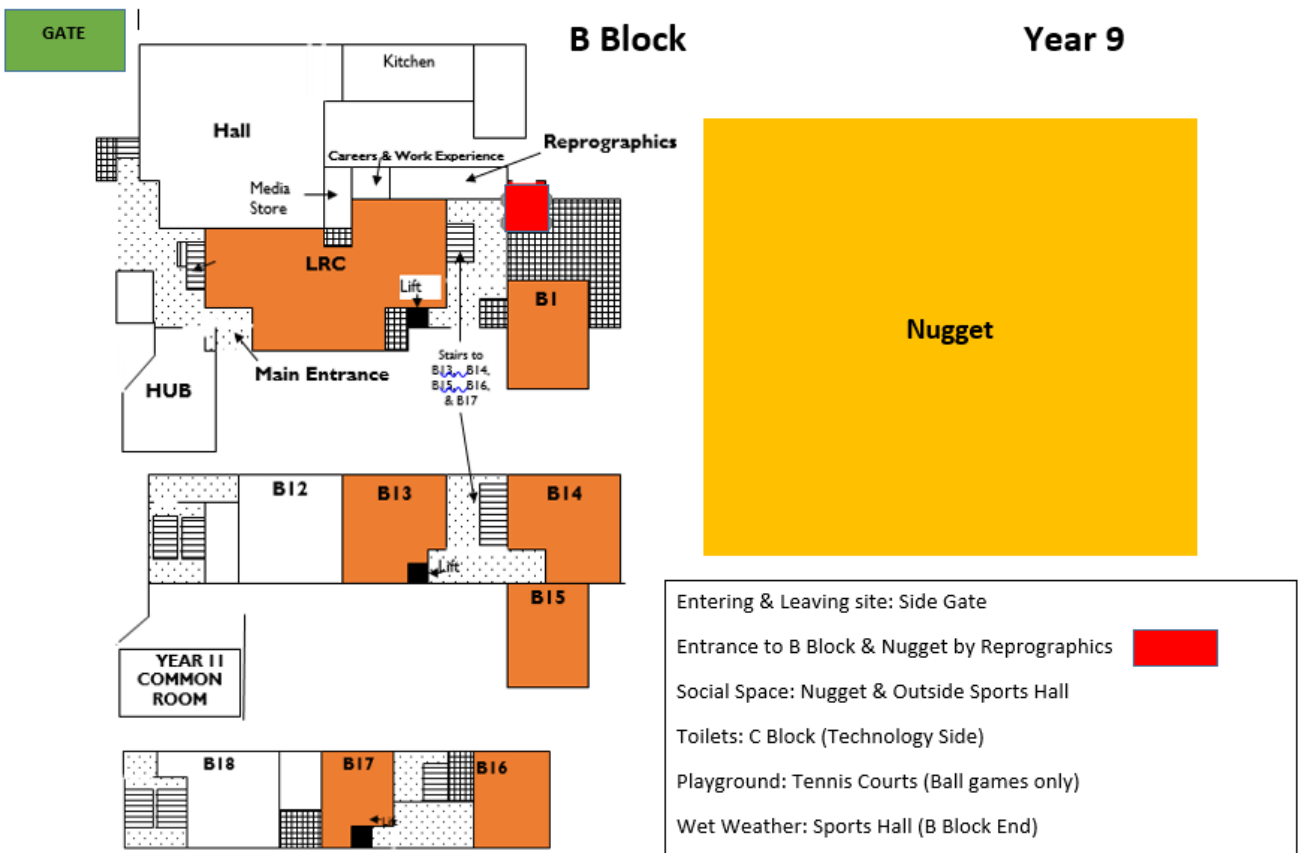 GATE
B Block
Year 9
Kitchen
Hall
Reprographics
Careers & Work Experience
Media
Store
LRC
Lift
B1
Nugget
Stairs to
B13, B14,
B15, B16,
& B17
Main Entrance
HUB
B12
B13
B14
Lift
B15
YEAR 11
COMMON
ROOM
B18
B17
B16
Lift
Entering & Leaving site: Side Gate
Entrance to B Block & Nugget by Reprographics
Social Space: Nugget & Outside Sports Hall
Toilets: C Block (Technology Side)
Playground: Tennis Courts (Ball games only)
Wet Weather: Sports Hall (B Block End)